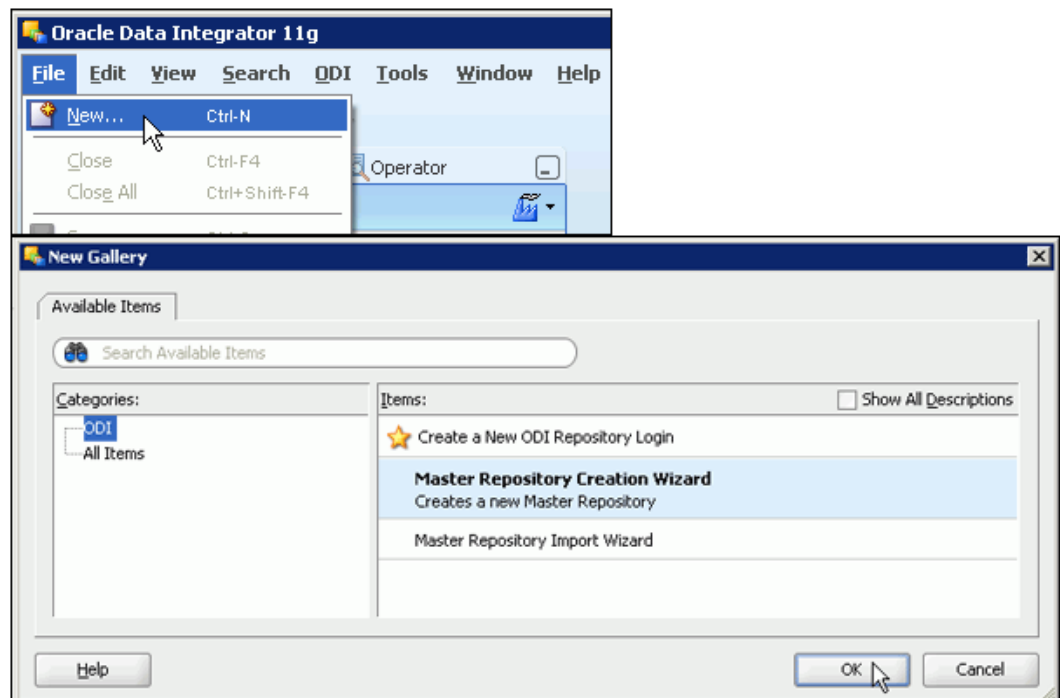 Oracle Data Integrator 11g
File Edit View Search ODI Tools Window Help
New... Ctrl-N
Close Ctrl-F4
Operator
Close All Ctrl+Shift-F4
New Gallery
Available Items
Search Available Items
Categories:
ODI
All Items
Items:
Show All Descriptions
Create a New ODI Repository Login
Master Repository Creation Wizard
Creates a new Master Repository
Master Repository Import Wizard
Help
OK
Cancel